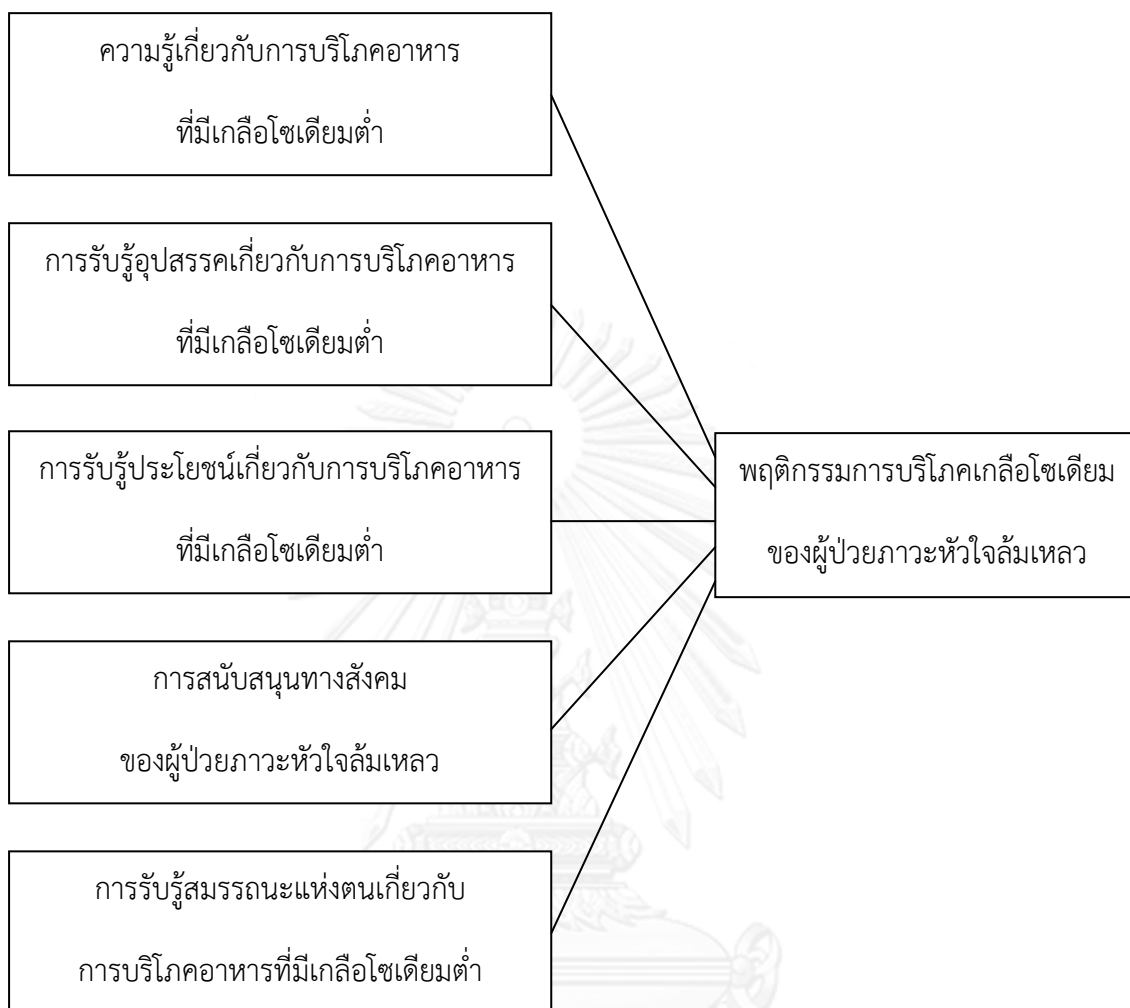 ความรู้เกี่ยวกับการบริโภคอาหาร
ที่มีเกลือโซเดียมต่ำ
การรับรู้อุปสรรคเกี่ยวกับการบริโภคอาหาร
ที่มีเกลือโซเดียมต่ำ
การรับรู้ประโยชน์เกี่ยวกับการบริโภคอาหาร
ที่มีเกลือโซเดียมต่ำ
การสนับสนุนทางสังคม
ของผู้ป่วยภาวะหัวใจล้มเหลว
การรับรู้สมรรถนะแห่งตนเกี่ยวกับ
การบริโภคอาหารที่มีเกลือโซเดียมต่ำ
พฤติกรรมการบริโภคเกลือโซเดียม
ของผู้ป่วยภาวะหัวใจล้มเหลว